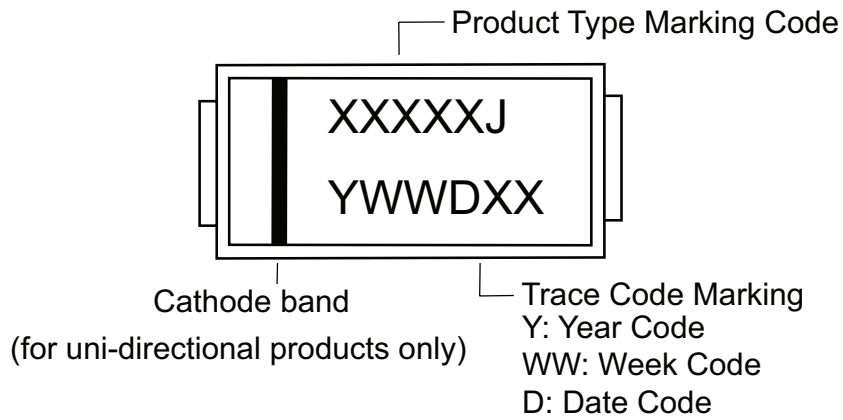 Product Type Marking Code
XXXXXJ
YWWDXX
Cathode band
(for uni-directional products only)
Trace Code Marking
Y: Year Code
WW: Week Code
D: Date Code